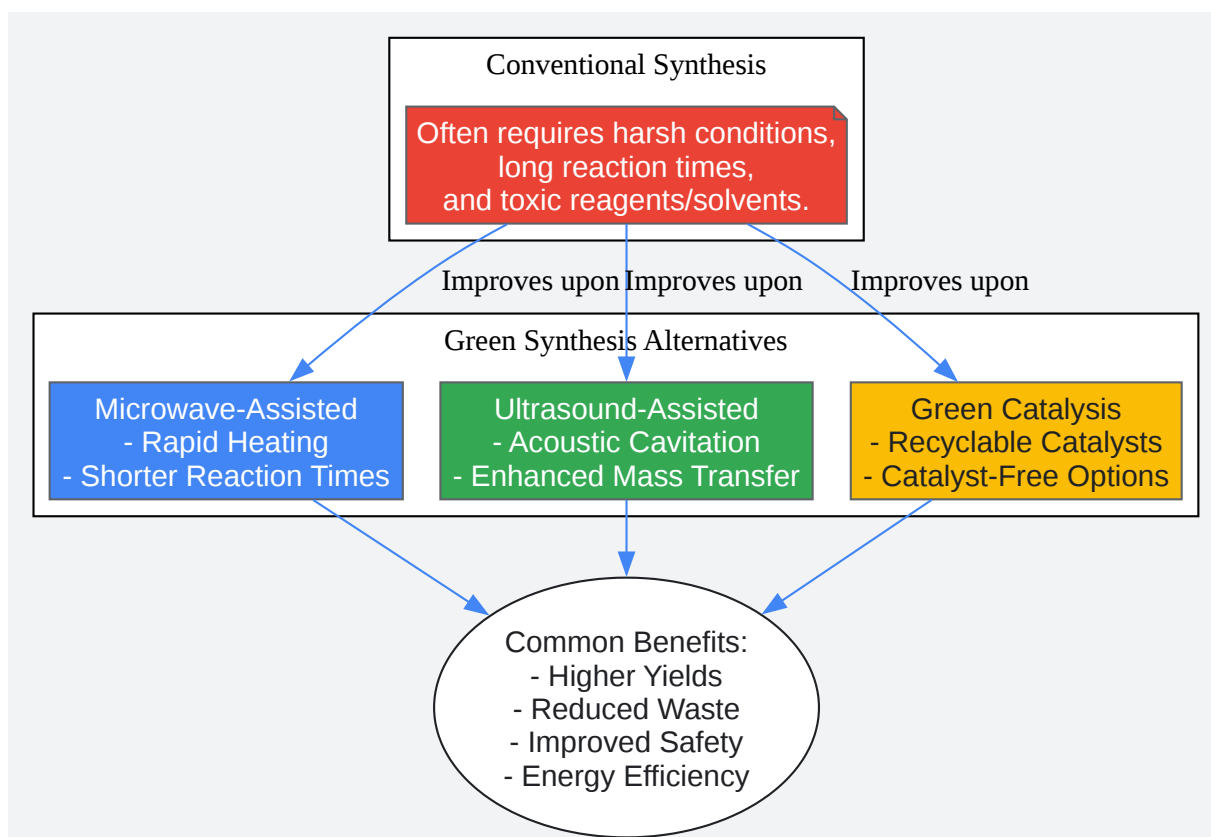 Conventional Synthesis
Often requires harsh conditions,
long reaction times,
and toxic reagents/solvents.
Improves upon
Improves upon
Improves upon
Green Synthesis Alternatives
Microwave-Assisted
- Rapid Heating
- Shorter Reaction Times
Ultrasound-Assisted
- Acoustic Cavitation
- Enhanced Mass Transfer
Green Catalysis
- Recyclable Catalysts
- Catalyst-Free Options
Common Benefits:
- Higher Yields
- Reduced Waste
- Improved Safety
- Energy Efficiency